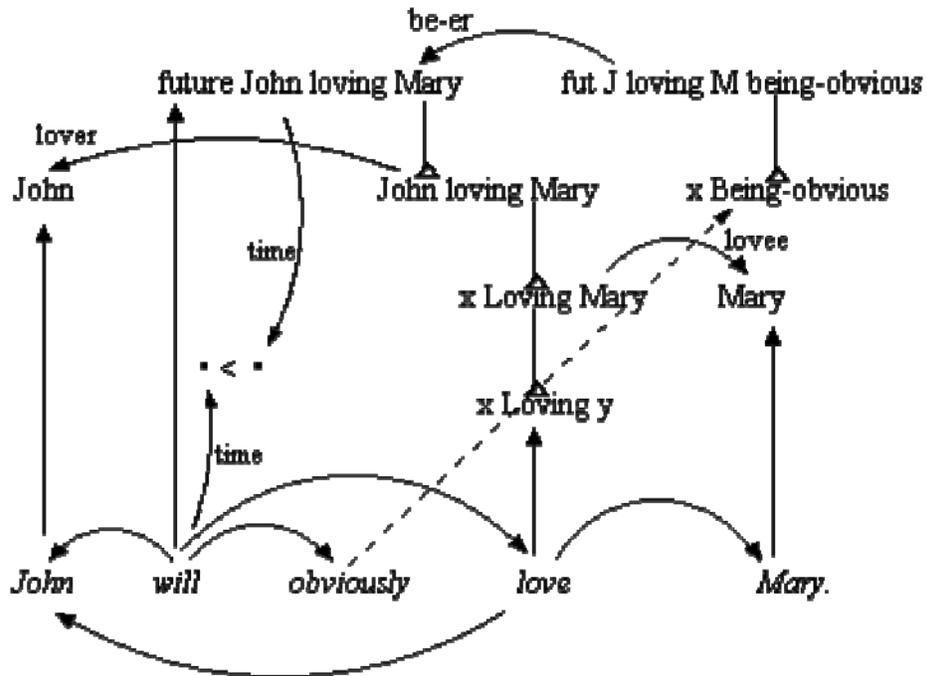 be-er
future John loving Mary
fut J loving M being-obvious
lover
John
John loving Mary
x Being-obvious
time
lovee
x Loving Mary
Mary
. < .
x Loving y
time
John will obviously love Mary.